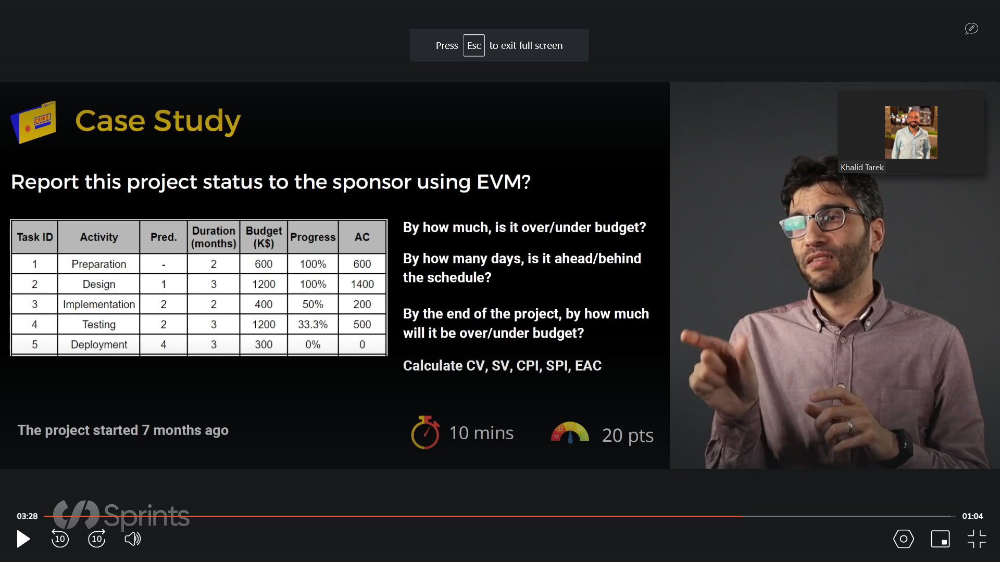 Press Esc to exit full screen
CASES
Case Study
Khalid Tarek
Report this project status to the sponsor using EVM?
Task ID Activity Pred. Duration (months) Budget (K$) Progress AC
1 Preparation - 2 600 100% 600
2 Design 1 3 1200 100% 1400
3 Implementation 2 2 400 50% 200
4 Testing 2 3 1200 33.3% 500
5 Deployment 4 3 300 0% 0
By how much, is it over/under budget?
By how many days, is it ahead/behind
the schedule?
By the end of the project, by how much
will it be over/under budget?
Calculate CV, SV, CPI, SPI, EAC
The project started 7 months ago
10 mins
20 pts
03:28
Sprints
01:04
10
10